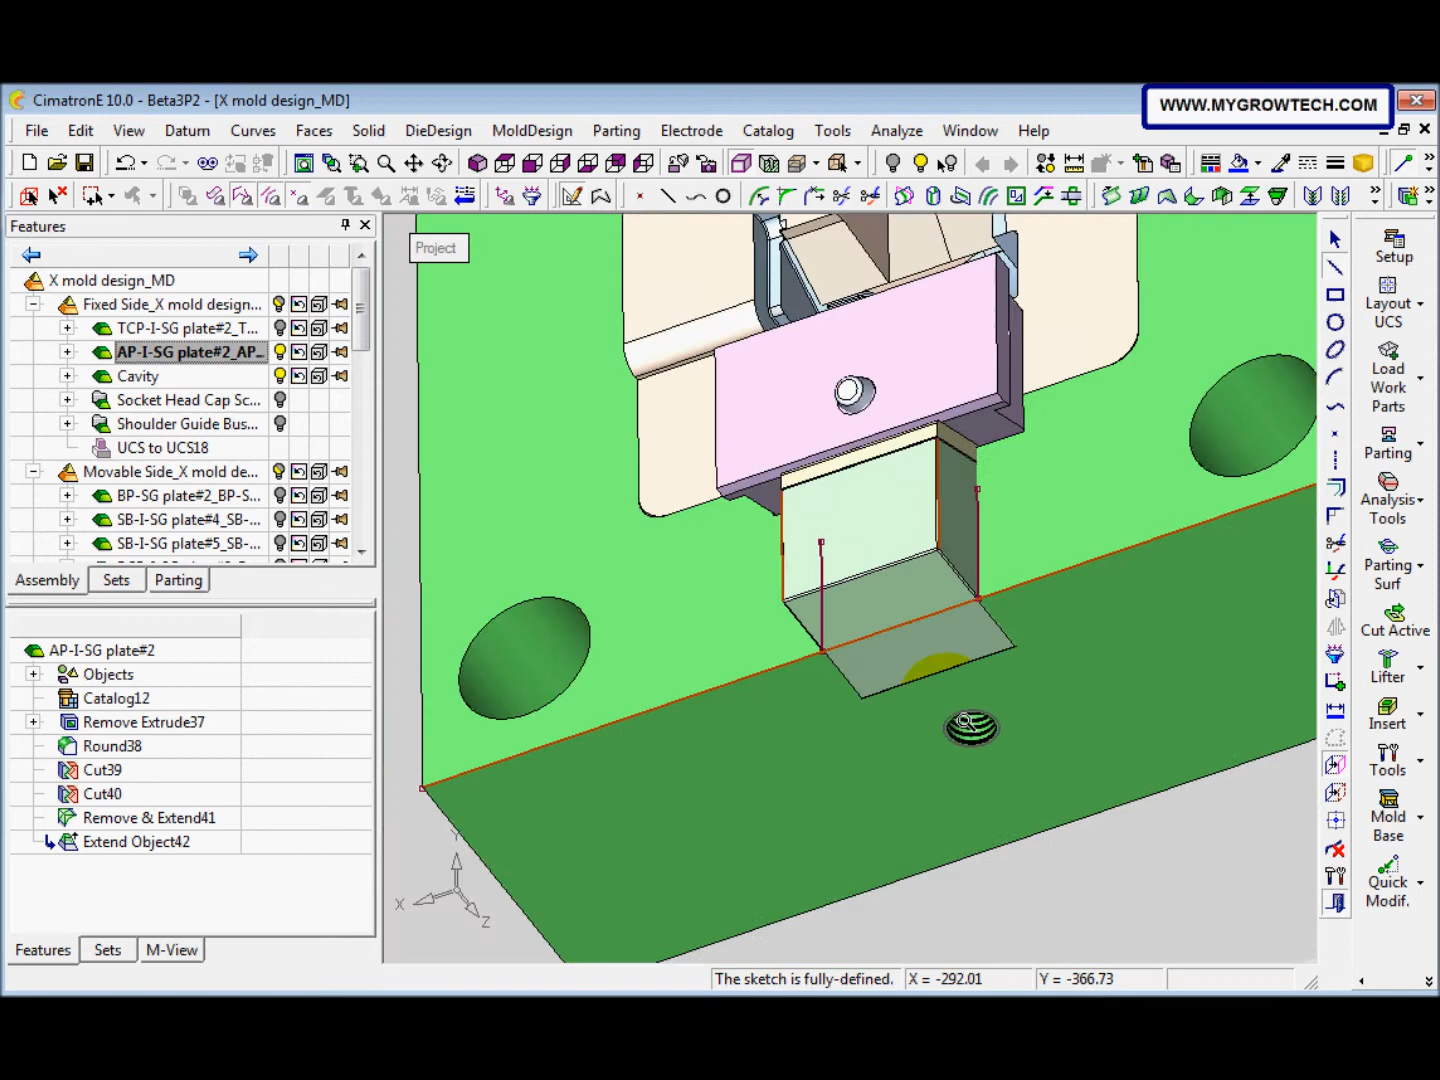 CimatronE 10.0 - Beta3P2 - [X mold design_MD]
WWW.MYGROWTECH.COM
File Edit View Datum Curves Faces Solid DieDesign MoldDesign Parting Electrode Catalog Tools Analyze Window Help
Features
Project
X mold design_MD
Fixed Side_X mold design...
TCP-I-SG plate#2_T...
AP-I-SG plate#2_AP...
Cavity
Socket Head Cap Sc...
Shoulder Guide Bus...
UCS to UCS18
Movable Side_X mold de...
BP-SG plate#2_BP-S...
SB-I-SG plate#4_SB-...
SB-I-SG plate#5_SB-...
Assembly Sets Parting
AP-I-SG plate#2
Objects
Catalog12
Remove Extrude37
Round38
Cut39
Cut40
Remove & Extend41
Extend Object42
Features Sets M-View
X
Y
Z
Setup
Layout
UCS
Load
Work
Parts
Parting
Analysis
Tools
Parting
Surf
Cut Active
Lifter
Insert
Tools
Mold
Base
Quick
Modif.
The sketch is fully-defined. X = -292.01 Y = -366.73